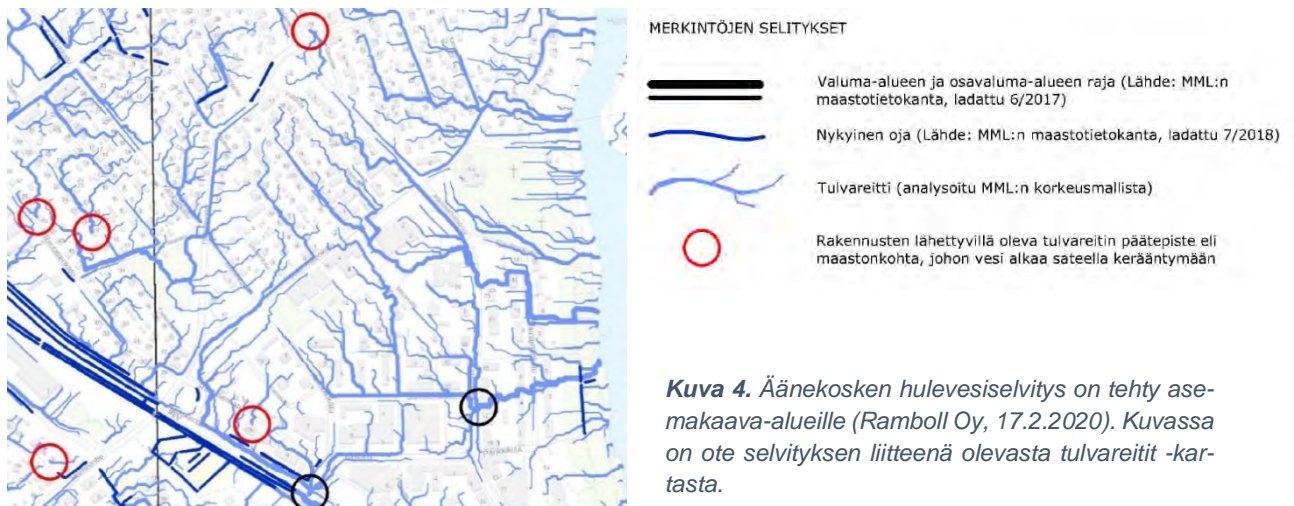 MERKINTÖJEN SELITYKSET
Valuma-alueen ja osavaluma-alueen raja (Lähde: MML:n
maastotietokanta, ladattu 6/2017)
Nykyinen oja (Lähde: MML:n maastotietokanta, ladattu 7/2018)
Tulvareitti (analysoitu MML:n korkeusmallista)
Rakennusten lähettyvillä oleva tulvareitin päätepiste eli
maastonkohta, johon vesi alkaa sateella kerääntymään
Kuva 4. Äänekosken hulevesiselvitys on tehty ase-
makaava-alueille (Ramboll Oy, 17.2.2020). Kuvassa
on ote selvityksen liitteenä olevasta tulvareitit -kar-
tasta.